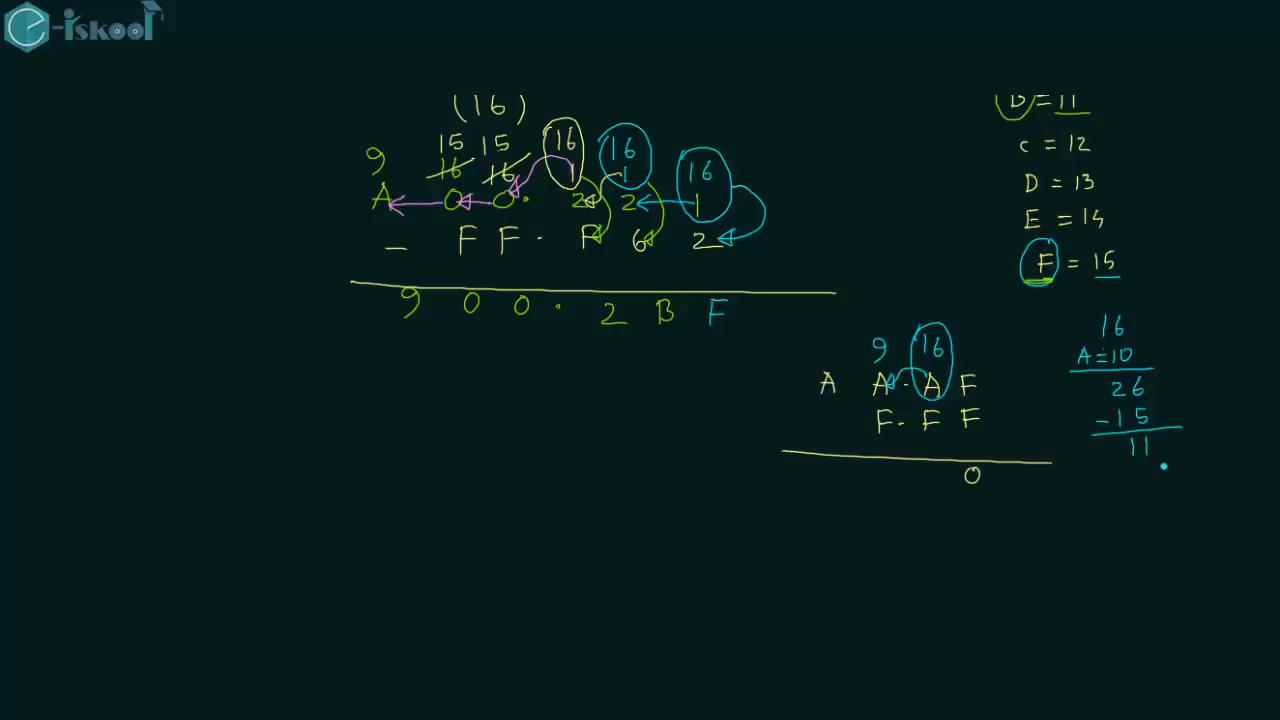 e-iskool
(16)
B = 11
15 15 16 16 16
9 16 16 1 1
C = 12
A 0 0 . 2 2 1
D = 13
- F F . F 6 2
E = 14
F = 15
9 0 0 . 2 B F
16
9 16
A = 10
A A . A F
26
F . F F
- 15
11
0